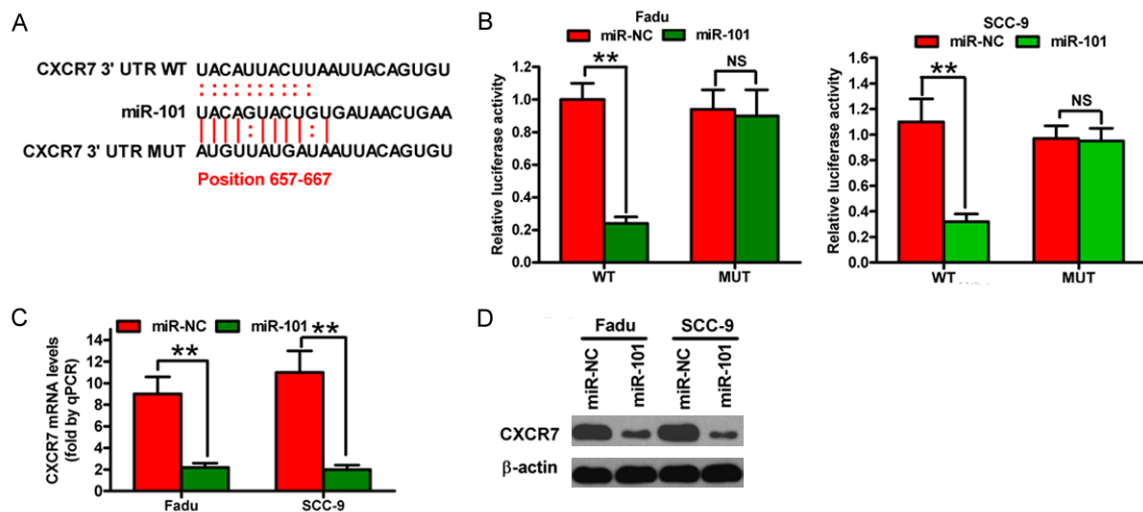 A
CXCR7 3' UTR WT UACAUUACUUAAUUACAGUGU
miR-101 UACAGUACUGUGAUAACUGAA
CXCR7 3' UTR MUT AUGUUAUGAUAAUUACAGUGU
Position 657-667
B
Fadu
miR-NC miR-101
Relative luciferase activity
1.2
1.0
0.8
0.6
0.4
0.2
0.0
**
NS
WT MUT
SCC-9
miR-NC miR-101
Relative luciferase activity
1.6
1.4
1.2
1.0
0.8
0.6
0.4
0.2
0.0
**
NS
WT MUT
C
miR-NC miR-101
CXCR7 mRNA levels
(fold by qPCR)
14
12
10
8
6
4
2
0
**
**
Fadu SCC-9
D
Fadu SCC-9
miR-NC miR-101 miR-NC miR-101
CXCR7
β-actin